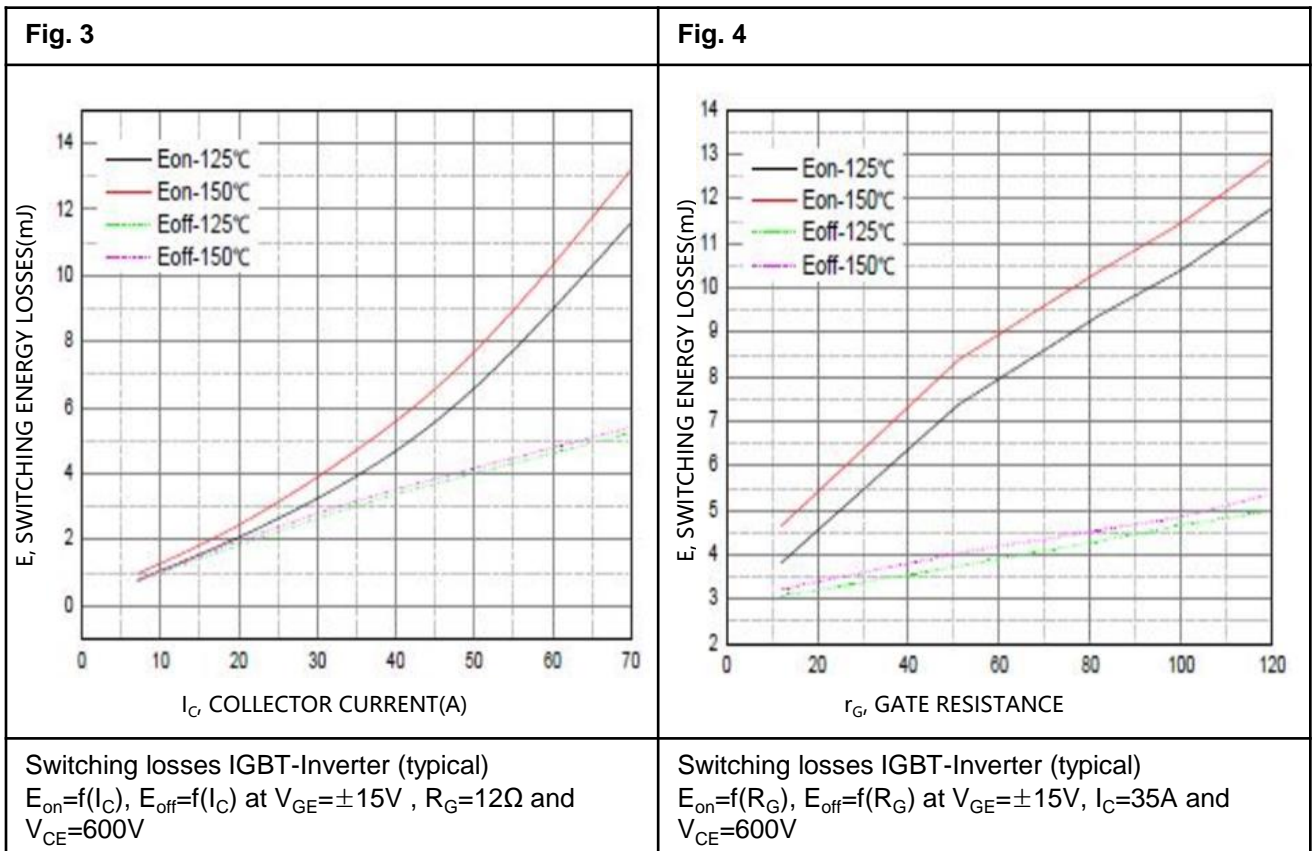 Fig. 3
14
12
10
8
6
4
2
0
0 10 20 30 40 50 60 70
Eon-125℃
Eon-150℃
Eoff-125℃
Eoff-150℃
E, SWITCHING ENERGY LOSSES(mJ)
I_C, COLLECTOR CURRENT(A)
Switching losses IGBT-Inverter (typical)
E_on=f(I_C), E_off=f(I_C) at V_GE=±15V , R_G=12Ω and
V_CE=600V
Fig. 4
14
13
12
11
10
9
8
7
6
5
4
3
2
0 20 40 60 80 100 120
Eon-125℃
Eon-150℃
Eoff-125℃
Eoff-150℃
E, SWITCHING ENERGY LOSSES(mJ)
r_G, GATE RESISTANCE
Switching losses IGBT-Inverter (typical)
E_on=f(R_G), E_off=f(R_G) at V_GE=±15V, I_C=35A and
V_CE=600V